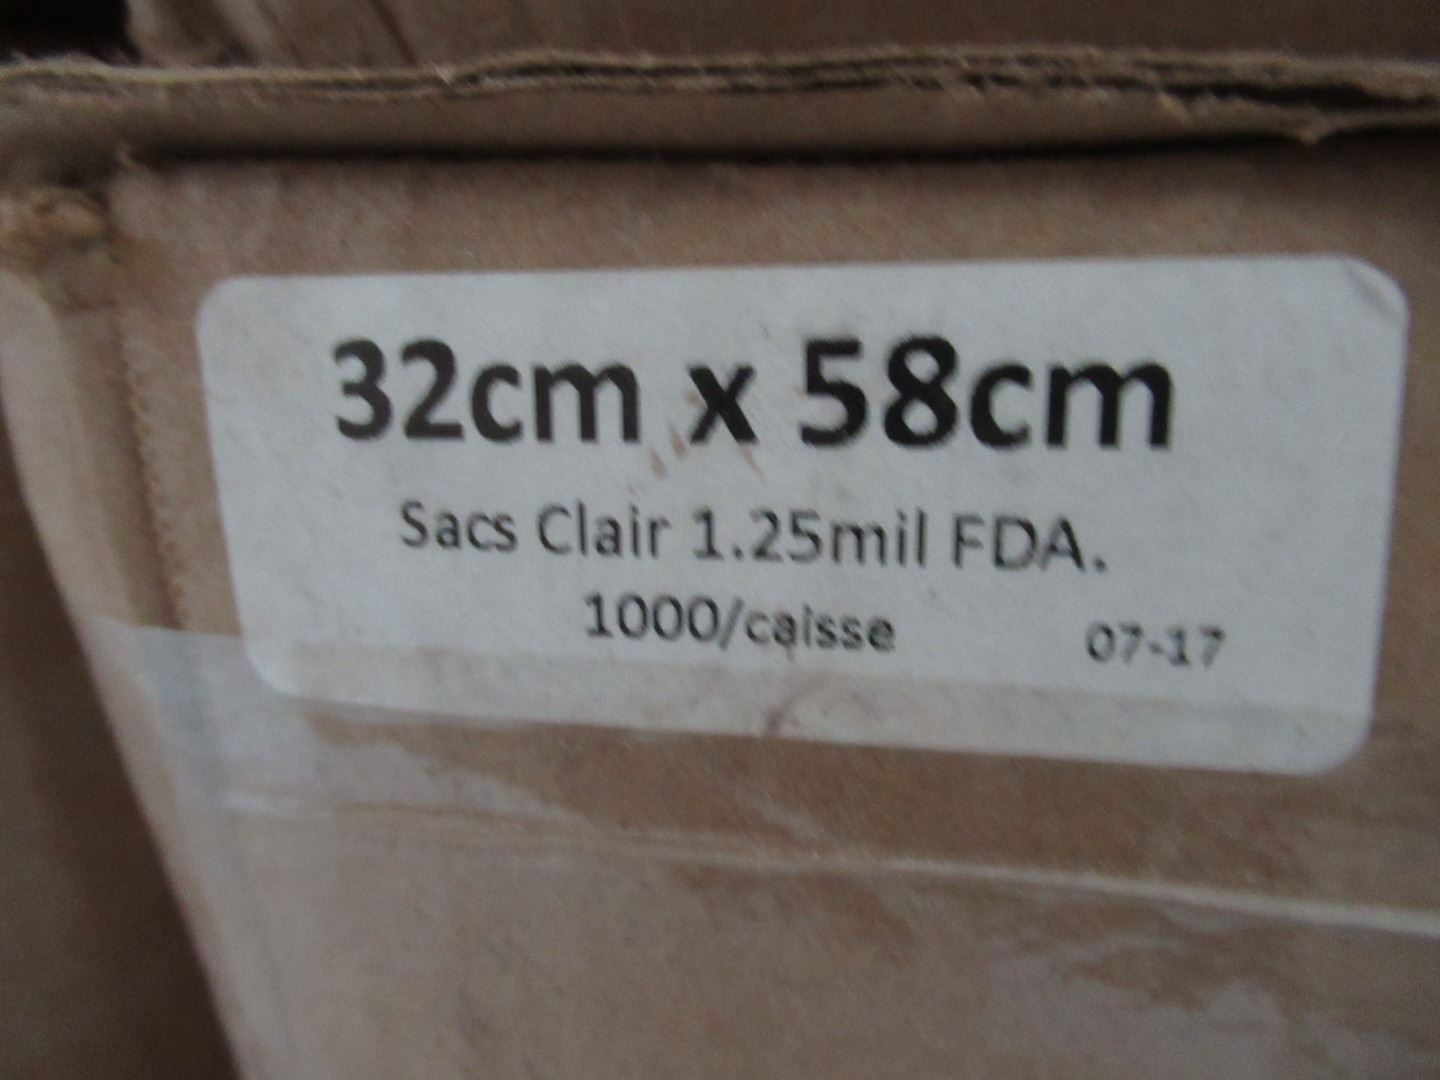 32cm x 58cm
Sacs Clair 1.25mil FDA.
1000/caisse 07-17